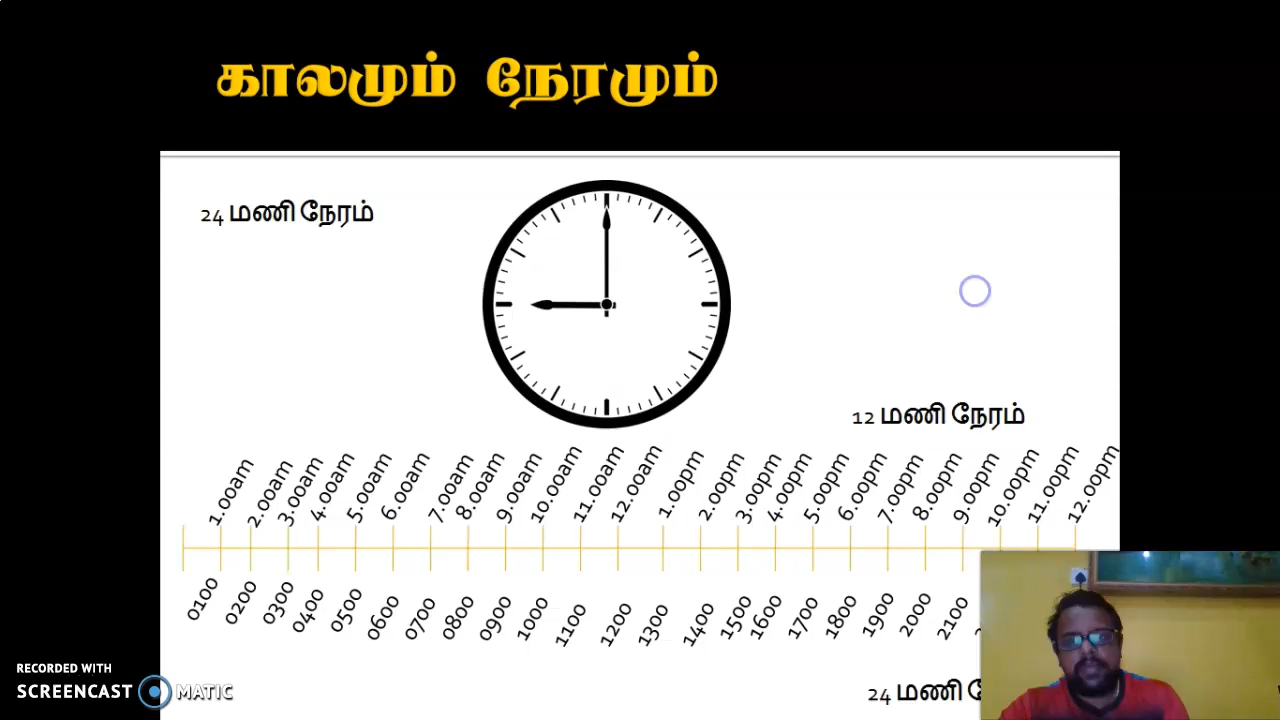 காலமும் நேரமும்
24 மணி நேரம்
12 மணி நேரம்
1.00am 2.00am 3.00am 4.00am 5.00am 6.00am 7.00am 8.00am 9.00am 10.00am 11.00am 12.00am 1.00pm 2.00pm 3.00pm 4.00pm 5.00pm 6.00pm 7.00pm 8.00pm 9.00pm 10.00pm 11.00pm 12.00pm
0100 0200 0300 0400 0500 0600 0700 0800 0900 1000 1100 1200 1300 1400 1500 1600 1700 1800 1900 2000 2100
24 மணி
RECORDED WITH
SCREENCAST MATIC